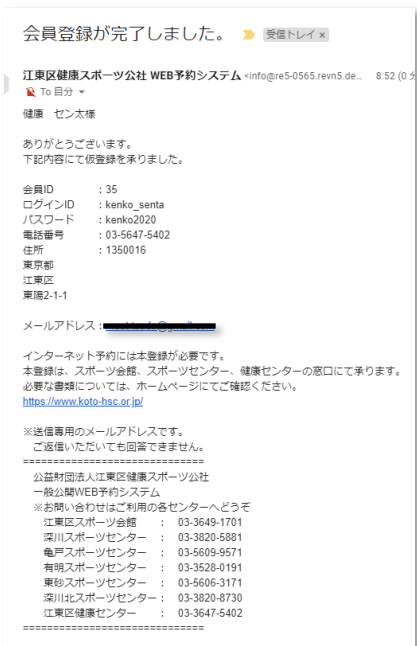 会員登録が完了しました。 受信トレイ ×
江東区健康スポーツ公社 WEB予約システム <info@re5-0565.revn5.de... 8:52 (0 分
To 自分
健康 セン太様
ありがとうございます。
下記内容にて仮登録を承りました。
会員ID : 35
ログインID : kenko_senta
パスワード : kenko2020
電話番号 : 03-5647-5402
住所 : 1350016
東京都
江東区
東陽2-1-1
メールアドレス :
インターネット予約には本登録が必要です。
本登録は、スポーツ会館、スポーツセンター、健康センターの窓口にて承ります。
必要な書類については、ホームページにてご確認ください。
https://www.koto-hsc.or.jp/
※送信専用のメールアドレスです。
ご返信いただいても回答できません。
==============================
公益財団法人江東区健康スポーツ公社
一般公開WEB予約システム
※お問い合わせはご利用の各センターへどうぞ
江東区スポーツ会館 : 03-3649-1701
深川スポーツセンター : 03-3820-5881
亀戸スポーツセンター : 03-5609-9571
有明スポーツセンター : 03-3528-0191
東砂スポーツセンター : 03-5606-3171
深川北スポーツセンター : 03-3820-8730
江東区健康センター : 03-3647-5402
==============================